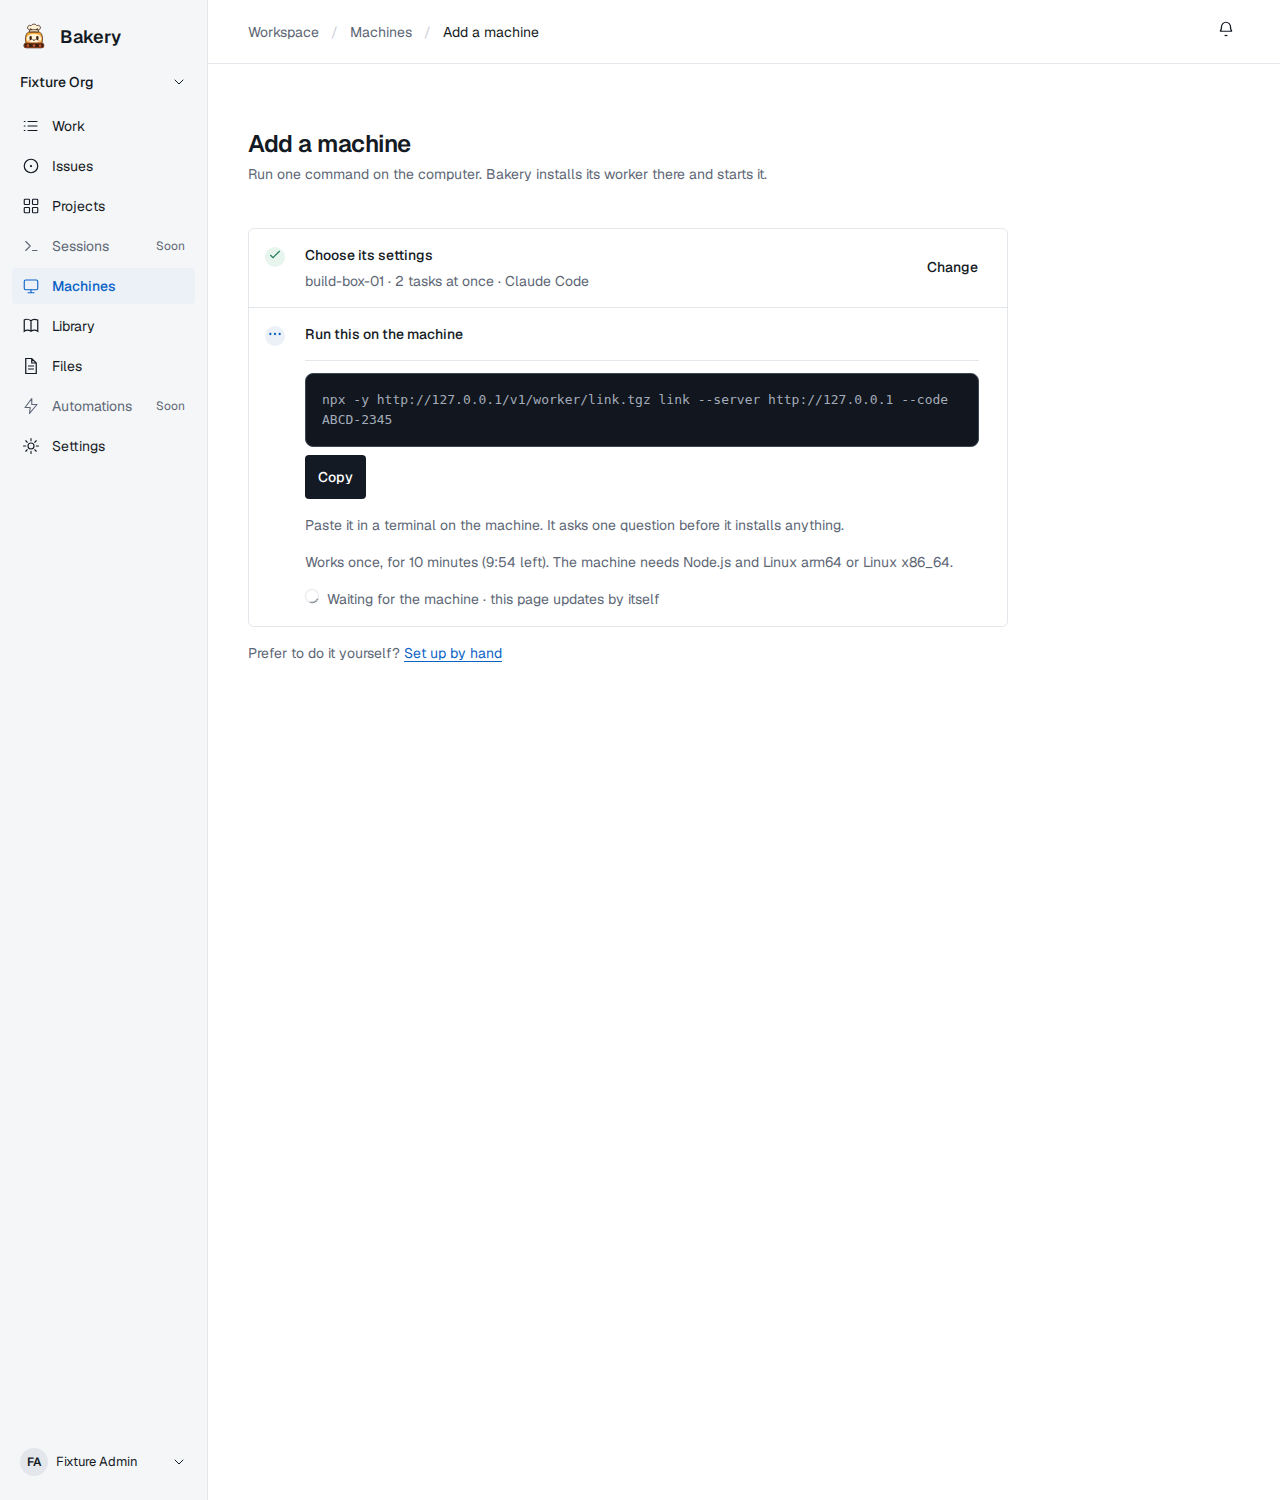 Bakery
Fixture Org
Work
Issues
Projects
Sessions Soon
Machines
Library
Files
Automations Soon
Settings
FA Fixture Admin
Workspace / Machines / Add a machine
Add a machine
Run one command on the computer. Bakery installs its worker there and starts it.
Choose its settings
build-box-01 · 2 tasks at once · Claude Code
Change
Run this on the machine
npx -y http://127.0.0.1/v1/worker/link.tgz link --server http://127.0.0.1 --code
ABCD-2345
Copy
Paste it in a terminal on the machine. It asks one question before it installs anything.
Works once, for 10 minutes (9:54 left). The machine needs Node.js and Linux arm64 or Linux x86_64.
Waiting for the machine · this page updates by itself
Prefer to do it yourself? Set up by hand